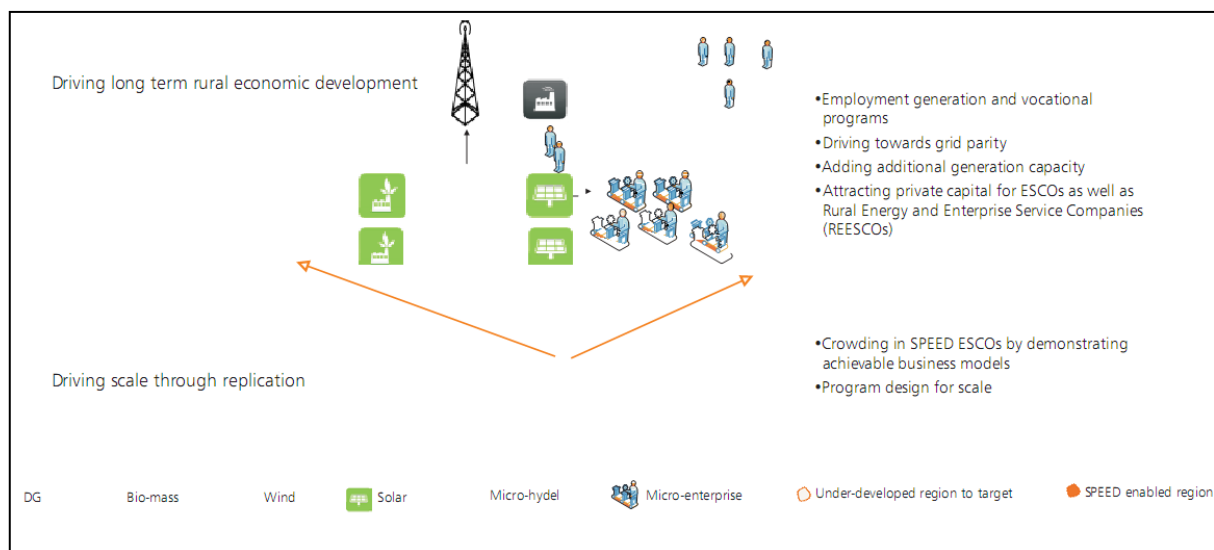 Driving long term rural economic development
•Employment generation and vocational
programs
•Driving towards grid parity
•Adding additional generation capacity
•Attracting private capital for ESCOs as well as
Rural Energy and Enterprise Service Companies
(REESCOs)
Driving scale through replication
•Crowding in SPEED ESCOs by demonstrating
achievable business models
•Program design for scale
DG Bio-mass Wind Solar Micro-hydel Micro-enterprise Under-developed region to target SPEED enabled region